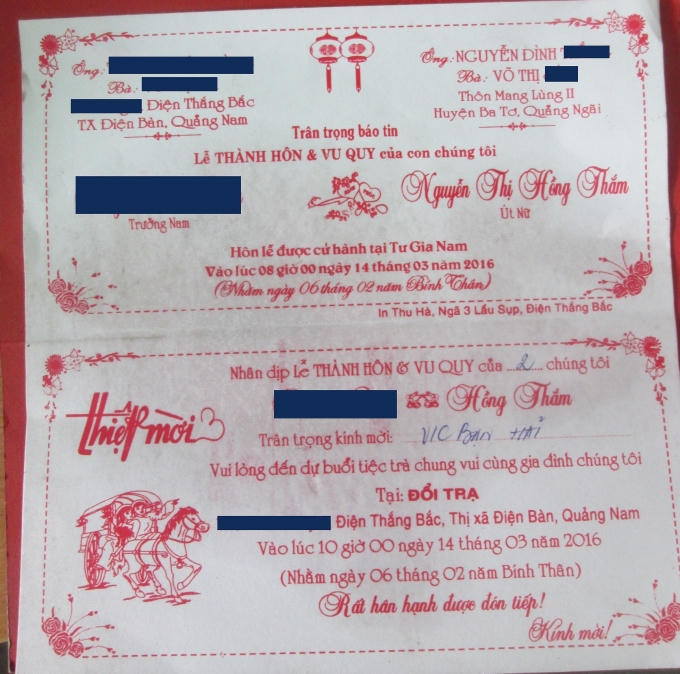 Ông:
Bà:
Điện Thắng Bắc
TX Điện Bàn, Quảng Nam
Ông: NGUYỄN ĐÌNH
Bà: VÕ THỊ
Thôn Mang Lùng II
Huyện Ba Tơ, Quảng Ngãi
Trân trọng báo tin
Lễ THÀNH HÔN & VU QUY của con chúng tôi
Trưởng Nam
Nguyễn Thị Hồng Thắm
Út Nữ
Hôn lễ được cử hành tại Tư Gia Nam
Vào lúc 08 giờ 00 ngày 14 tháng 03 năm 2016
(Nhằm ngày 06 tháng 02 năm Bính Thân)
In Thu Hà, Ngã 3 Lầu Sụp, Điện Thắng Bắc
Nhân dịp Lễ THÀNH HÔN & VU QUY của ...2... chúng tôi
Hồng Thắm
thiệp mời
Trân trọng kính mời: V/C BẠN HẢI
Vui lòng đến dự buổi tiệc trà chung vui cùng gia đình chúng tôi
Tại: ĐỒI TRẠ
Điện Thắng Bắc, Thị xã Điện Bàn, Quảng Nam
Vào lúc 10 giờ 00 ngày 14 tháng 03 năm 2016
(Nhằm ngày 06 tháng 02 năm Bính Thân)
Rất hân hạnh được đón tiếp!
Kính mời!